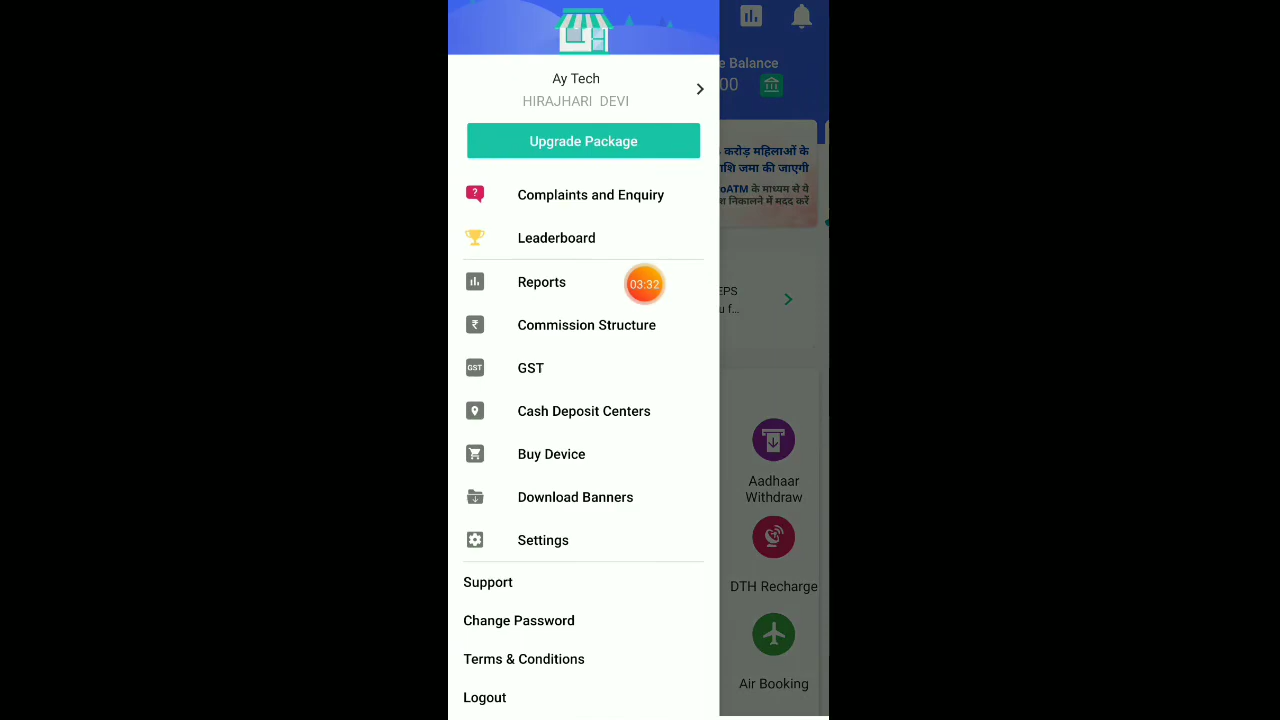 e Balance
00
Ay Tech
HIRAJHARI DEVI
Upgrade Package
करोड़ महिलाओं के
शि जमा की जाएगी
oATM के माध्यम से ये
श निकालने में मदद करें
?
Complaints and Enquiry
Leaderboard
Reports
03:32
EPS
u f...
₹
Commission Structure
GST
GST
Cash Deposit Centers
Buy Device
Download Banners
Settings
Aadhaar
Withdraw
DTH Recharge
Air Booking
Support
Change Password
Terms & Conditions
Logout